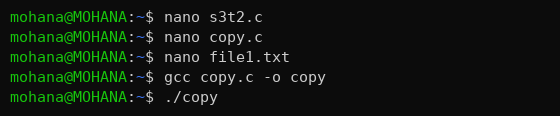 mohana@MOHANA:~$ nano s3t2.c
mohana@MOHANA:~$ nano copy.c
mohana@MOHANA:~$ nano file1.txt
mohana@MOHANA:~$ gcc copy.c -o copy
mohana@MOHANA:~$ ./copy